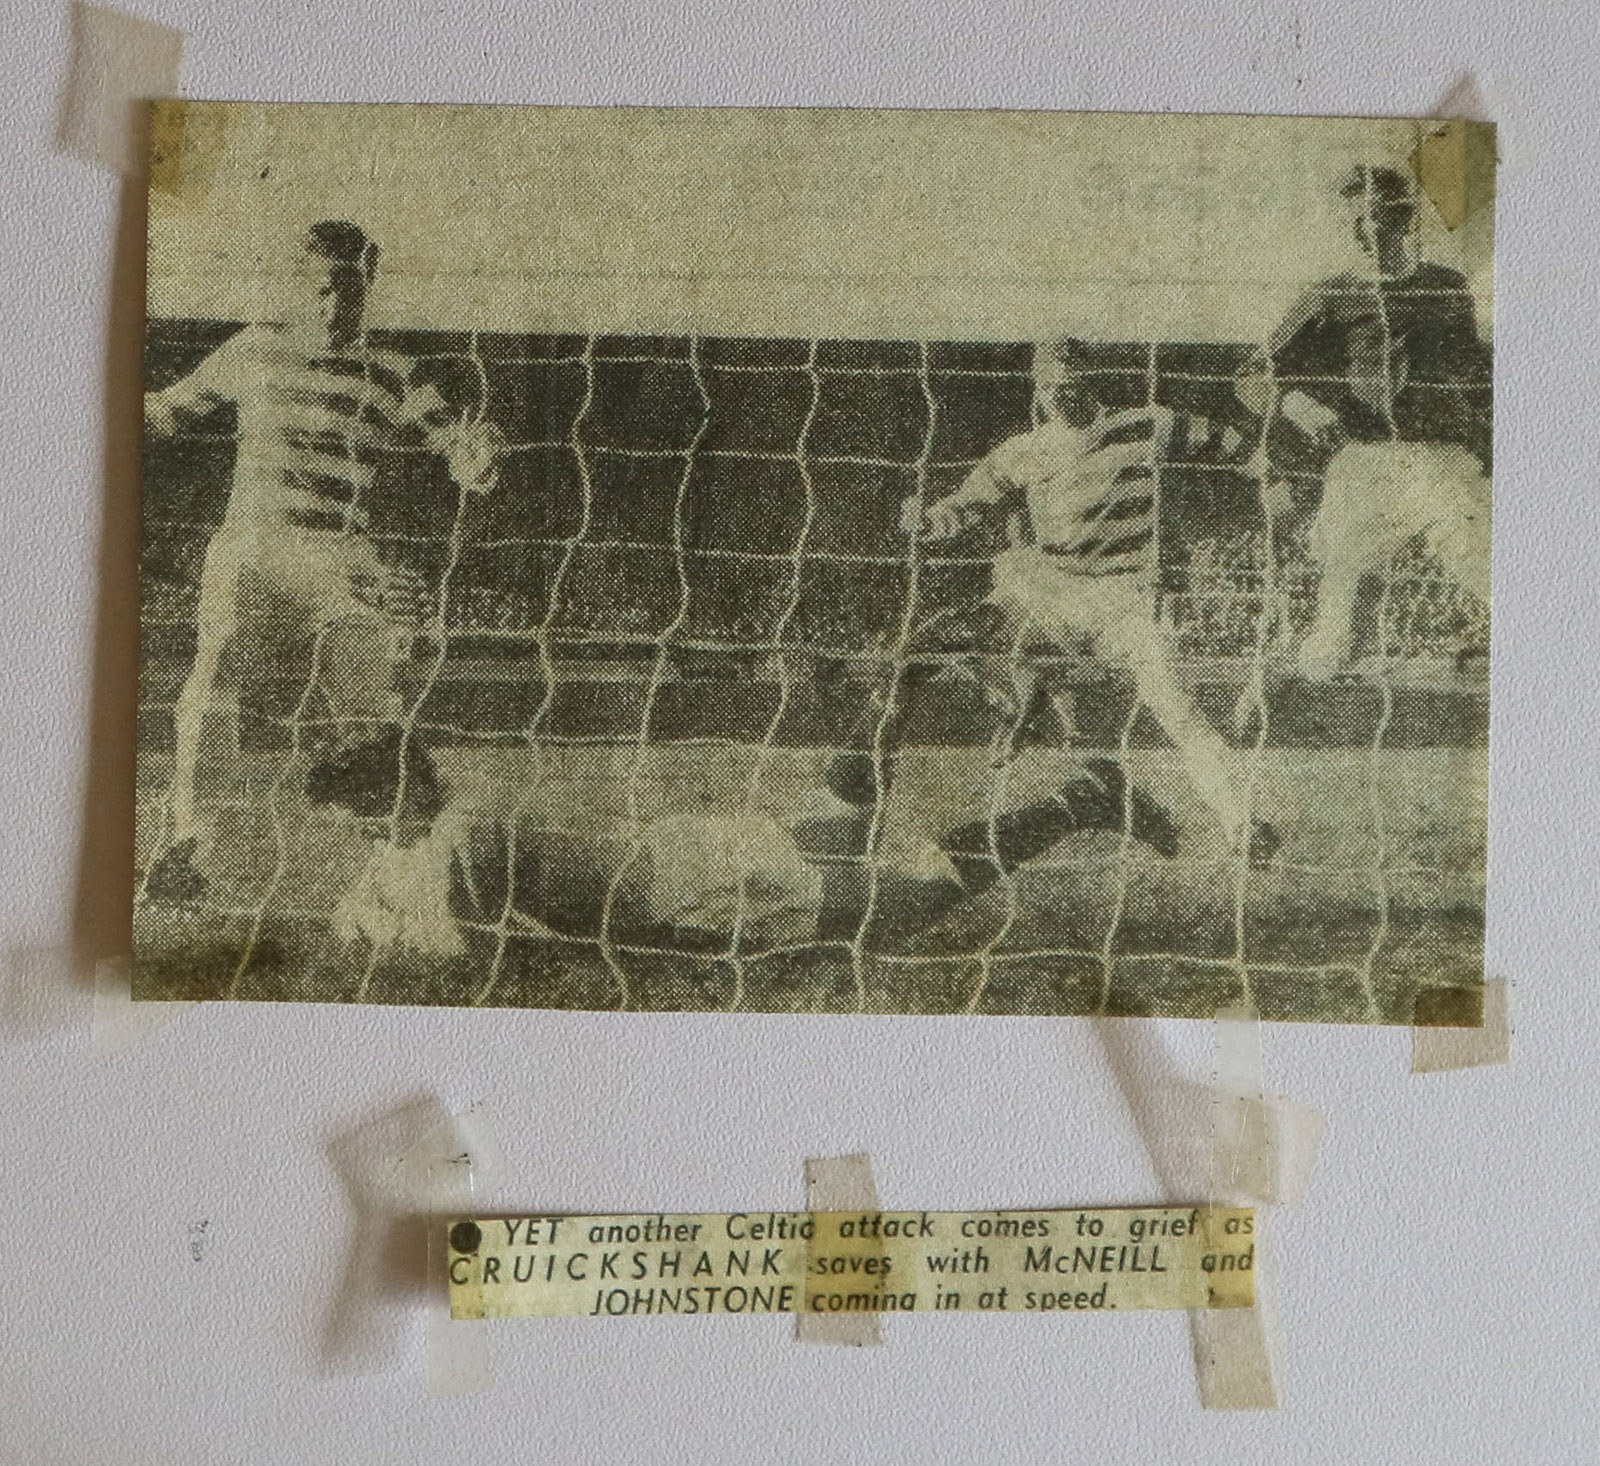 ● YET another Celtic attack comes to grief as
CRUICKSHANK saves with McNEILL and
JOHNSTONE coming in at speed.